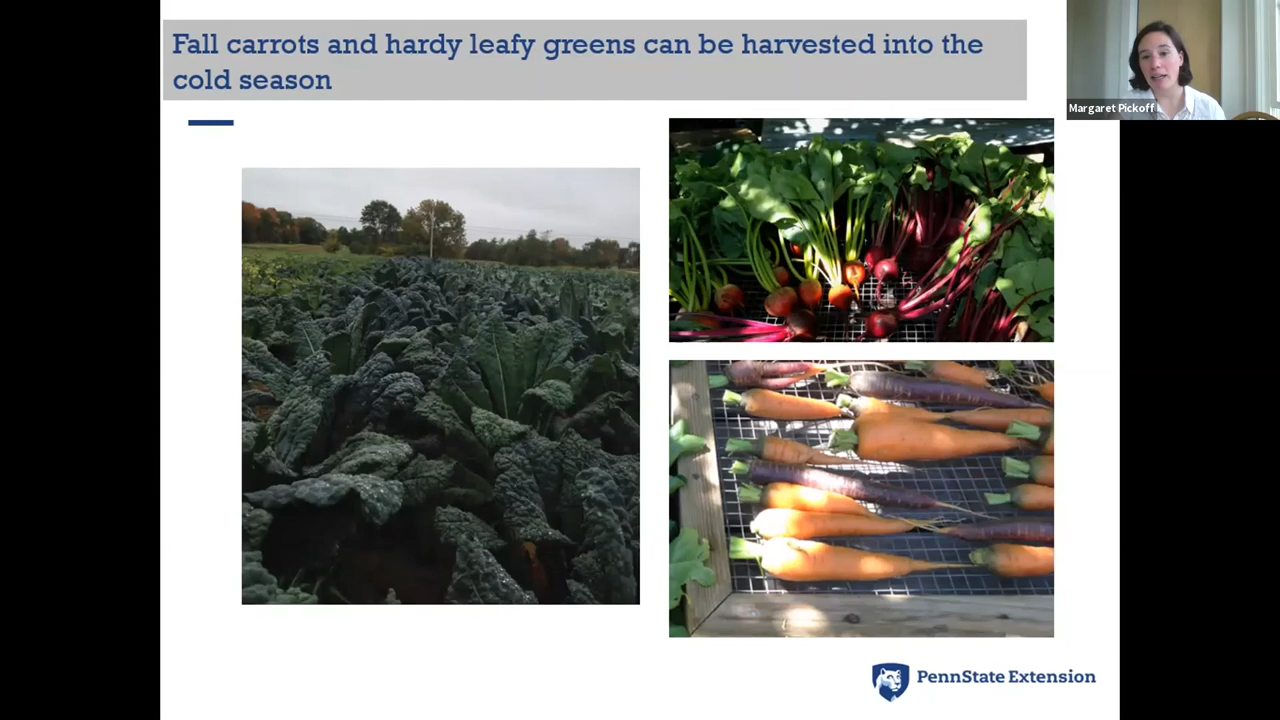 Fall carrots and hardy leafy greens can be harvested into the
cold season
Margaret Pickoff
PennState Extension